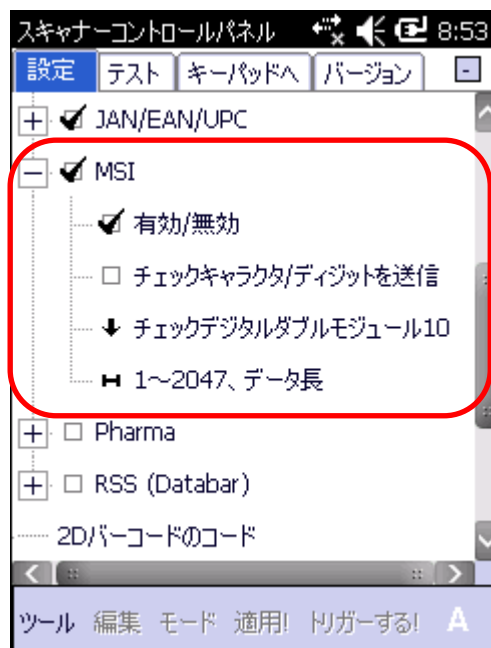 スキャナーコントロールパネル 8:53
設定 テスト キーパッドへ バージョン
JAN/EAN/UPC
MSI
有効/無効
チェックキャラクタ/ディジットを送信
チェックデジタルダブルモジュール10
1～2047、データ長
Pharma
RSS (Databar)
2Dバーコードのコード
ツール 編集 モード 適用! トリガーする! A